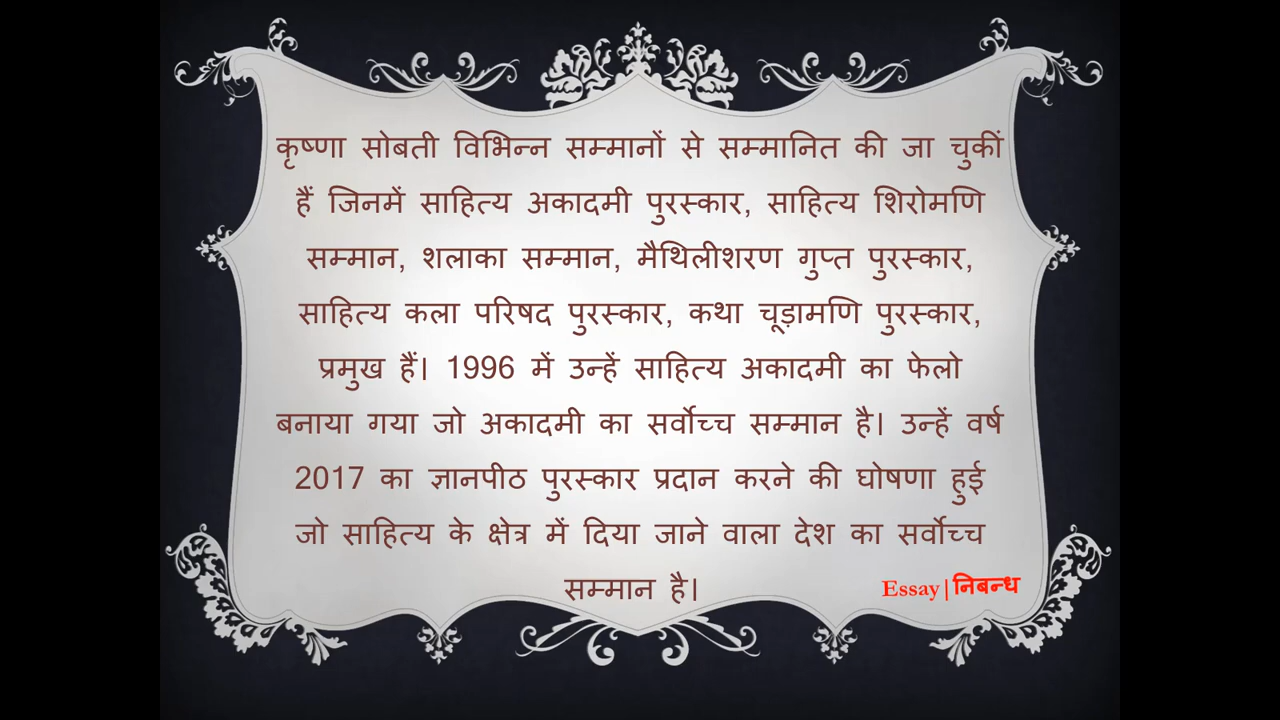 कृष्णा सोबती विभिन्न सम्मानों से सम्मानित की जा चुकीं
हैं जिनमें साहित्य अकादमी पुरस्कार, साहित्य शिरोमणि
सम्मान, शलाका सम्मान, मैथिलीशरण गुप्त पुरस्कार,
साहित्य कला परिषद पुरस्कार, कथा चूड़ामणि पुरस्कार,
प्रमुख हैं। 1996 में उन्हें साहित्य अकादमी का फेलो
बनाया गया जो अकादमी का सर्वोच्च सम्मान है। उन्हें वर्ष
2017 का ज्ञानपीठ पुरस्कार प्रदान करने की घोषणा हुई
जो साहित्य के क्षेत्र में दिया जाने वाला देश का सर्वोच्च
सम्मान है।
Essay|निबन्ध